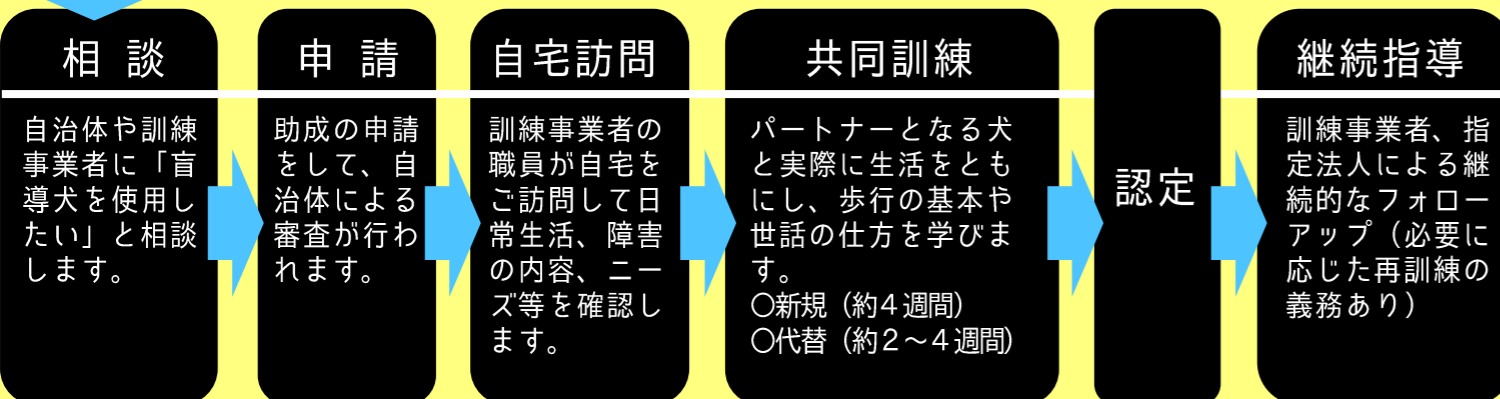 相 談
自治体や訓練
事業者に「盲
導犬を使用し
たい」と相談
します。
申 請
助成の申請
をして、自
治体による
審査が行わ
れます。
自宅訪問
訓練事業者の
職員が自宅を
ご訪問して日
常生活、障害
の内容、ニー
ズ等を確認し
ます。
共同訓練
パートナーとなる犬
と実際に生活をとも
にし、歩行の基本や
世話の仕方を学びま
す。
〇新規（約４週間）
〇代替（約２～４週間）
認定
継続指導
訓練事業者、指
定法人による継
続的なフォロー
アップ（必要に
応じた再訓練の
義務あり）